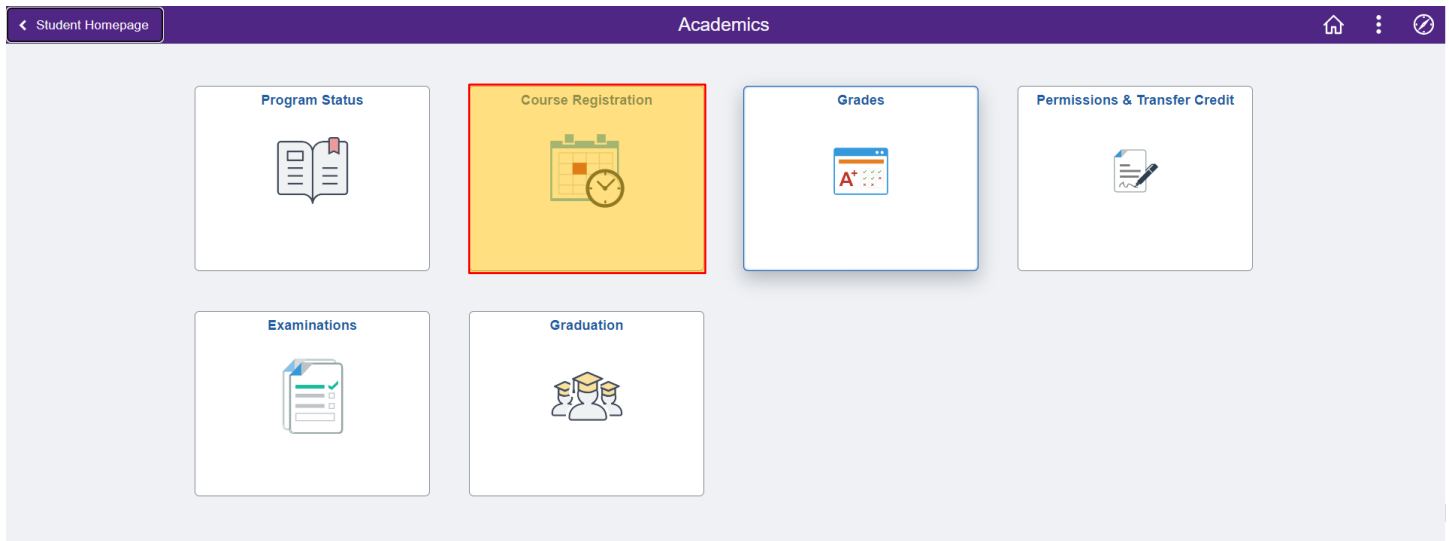 Student Homepage
Academics
Program Status
Course Registration
Grades
Permissions & Transfer Credit
A+
Examinations
Graduation